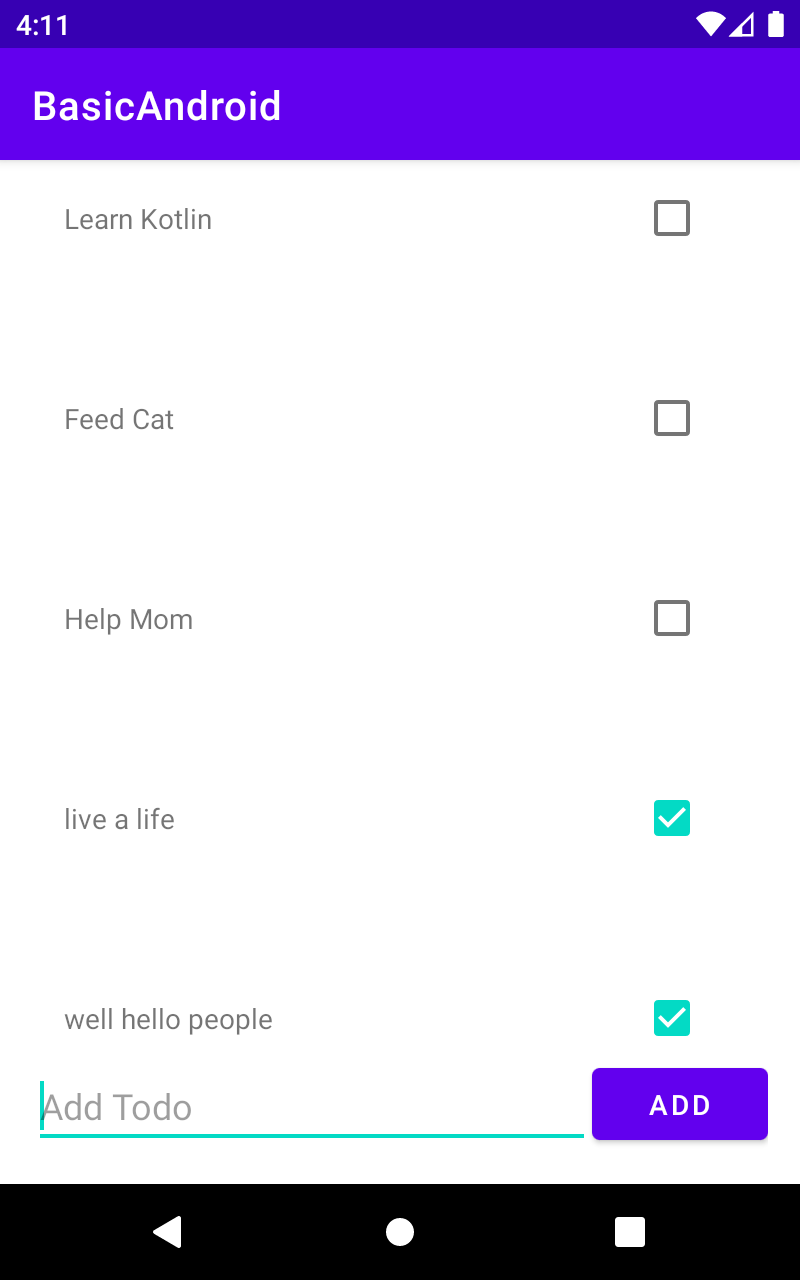 4:11
BasicAndroid
Learn Kotlin
Feed Cat
Help Mom
live a life
well hello people
Add Todo
ADD